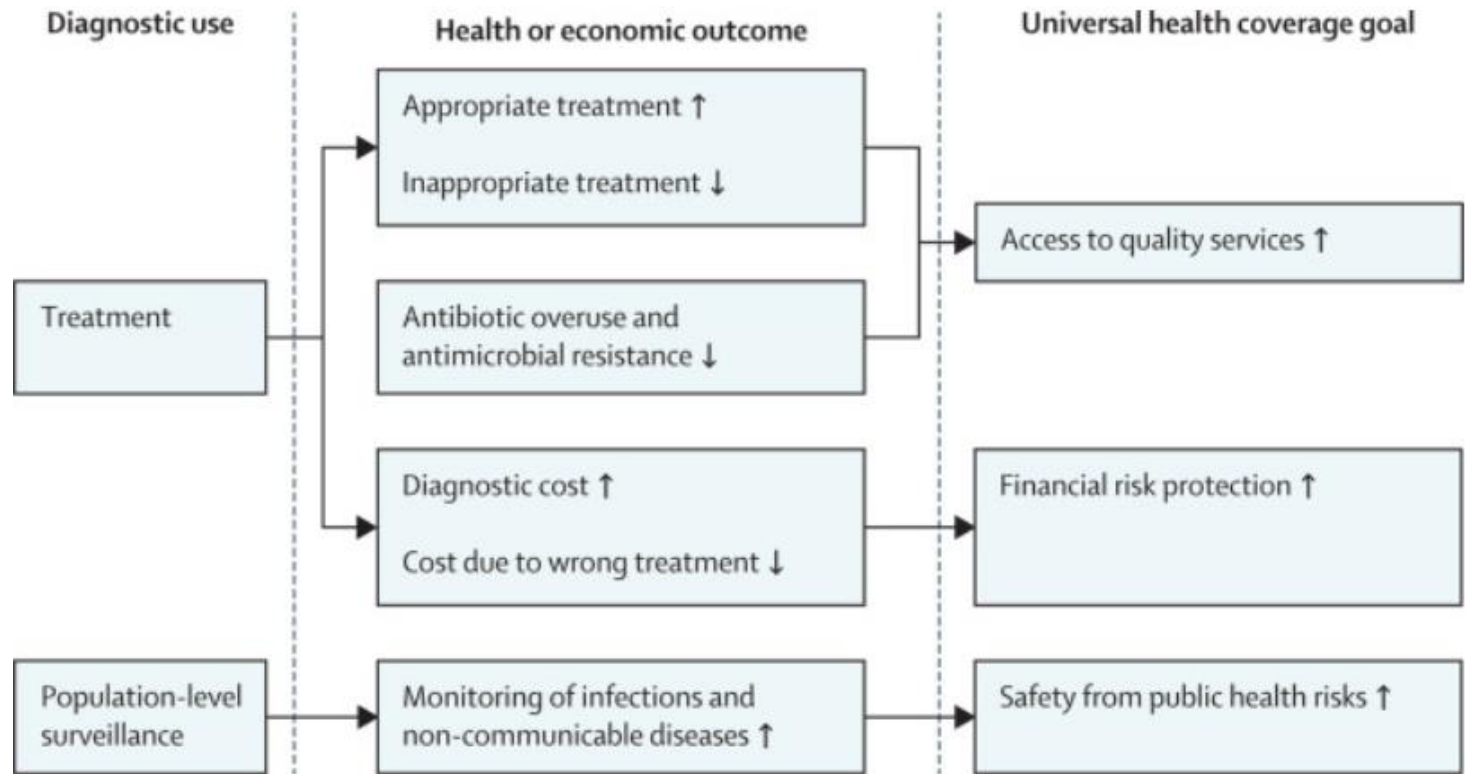 Diagnostic use
Health or economic outcome
Universal health coverage goal
Appropriate treatment ↑
Inappropriate treatment ↓
Access to quality services ↑
Treatment
Antibiotic overuse and
antimicrobial resistance ↓
Diagnostic cost ↑
Cost due to wrong treatment ↓
Financial risk protection ↑
Population-level
surveillance
Monitoring of infections and
non-communicable diseases ↑
Safety from public health risks ↑